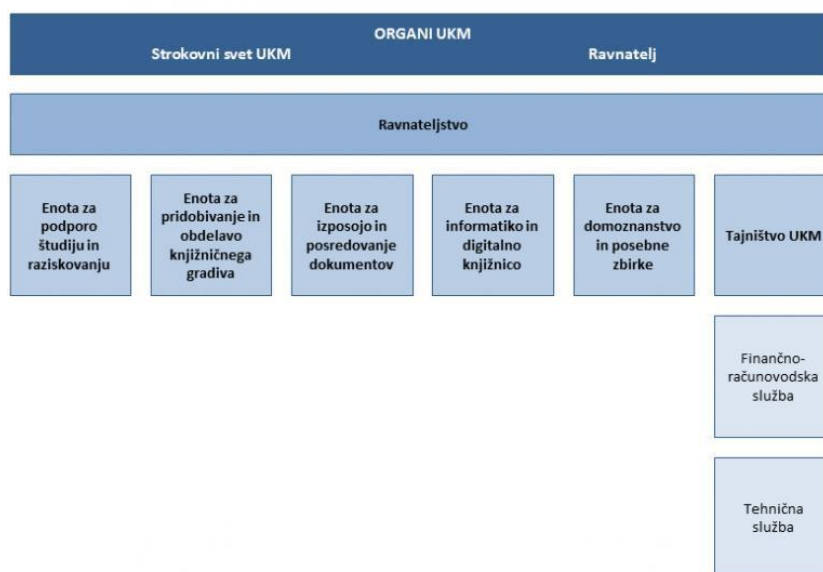 ORGANI UKM
Strokovni svet UKM Ravnatelj
Ravnateljstvo
Enota za
podporo
študiju in
raziskovanju
Enota za
pridobivanje in
obdelavo
knjižničnega
gradiva
Enota za
izposojo in
posredovanje
dokumentov
Enota za
informatiko in
digitalno
knjižnico
Enota za
domoznanstvo
in posebne
zbirke
Tajništvo UKM
Finančno-
računovodska
služba
Tehnična
služba